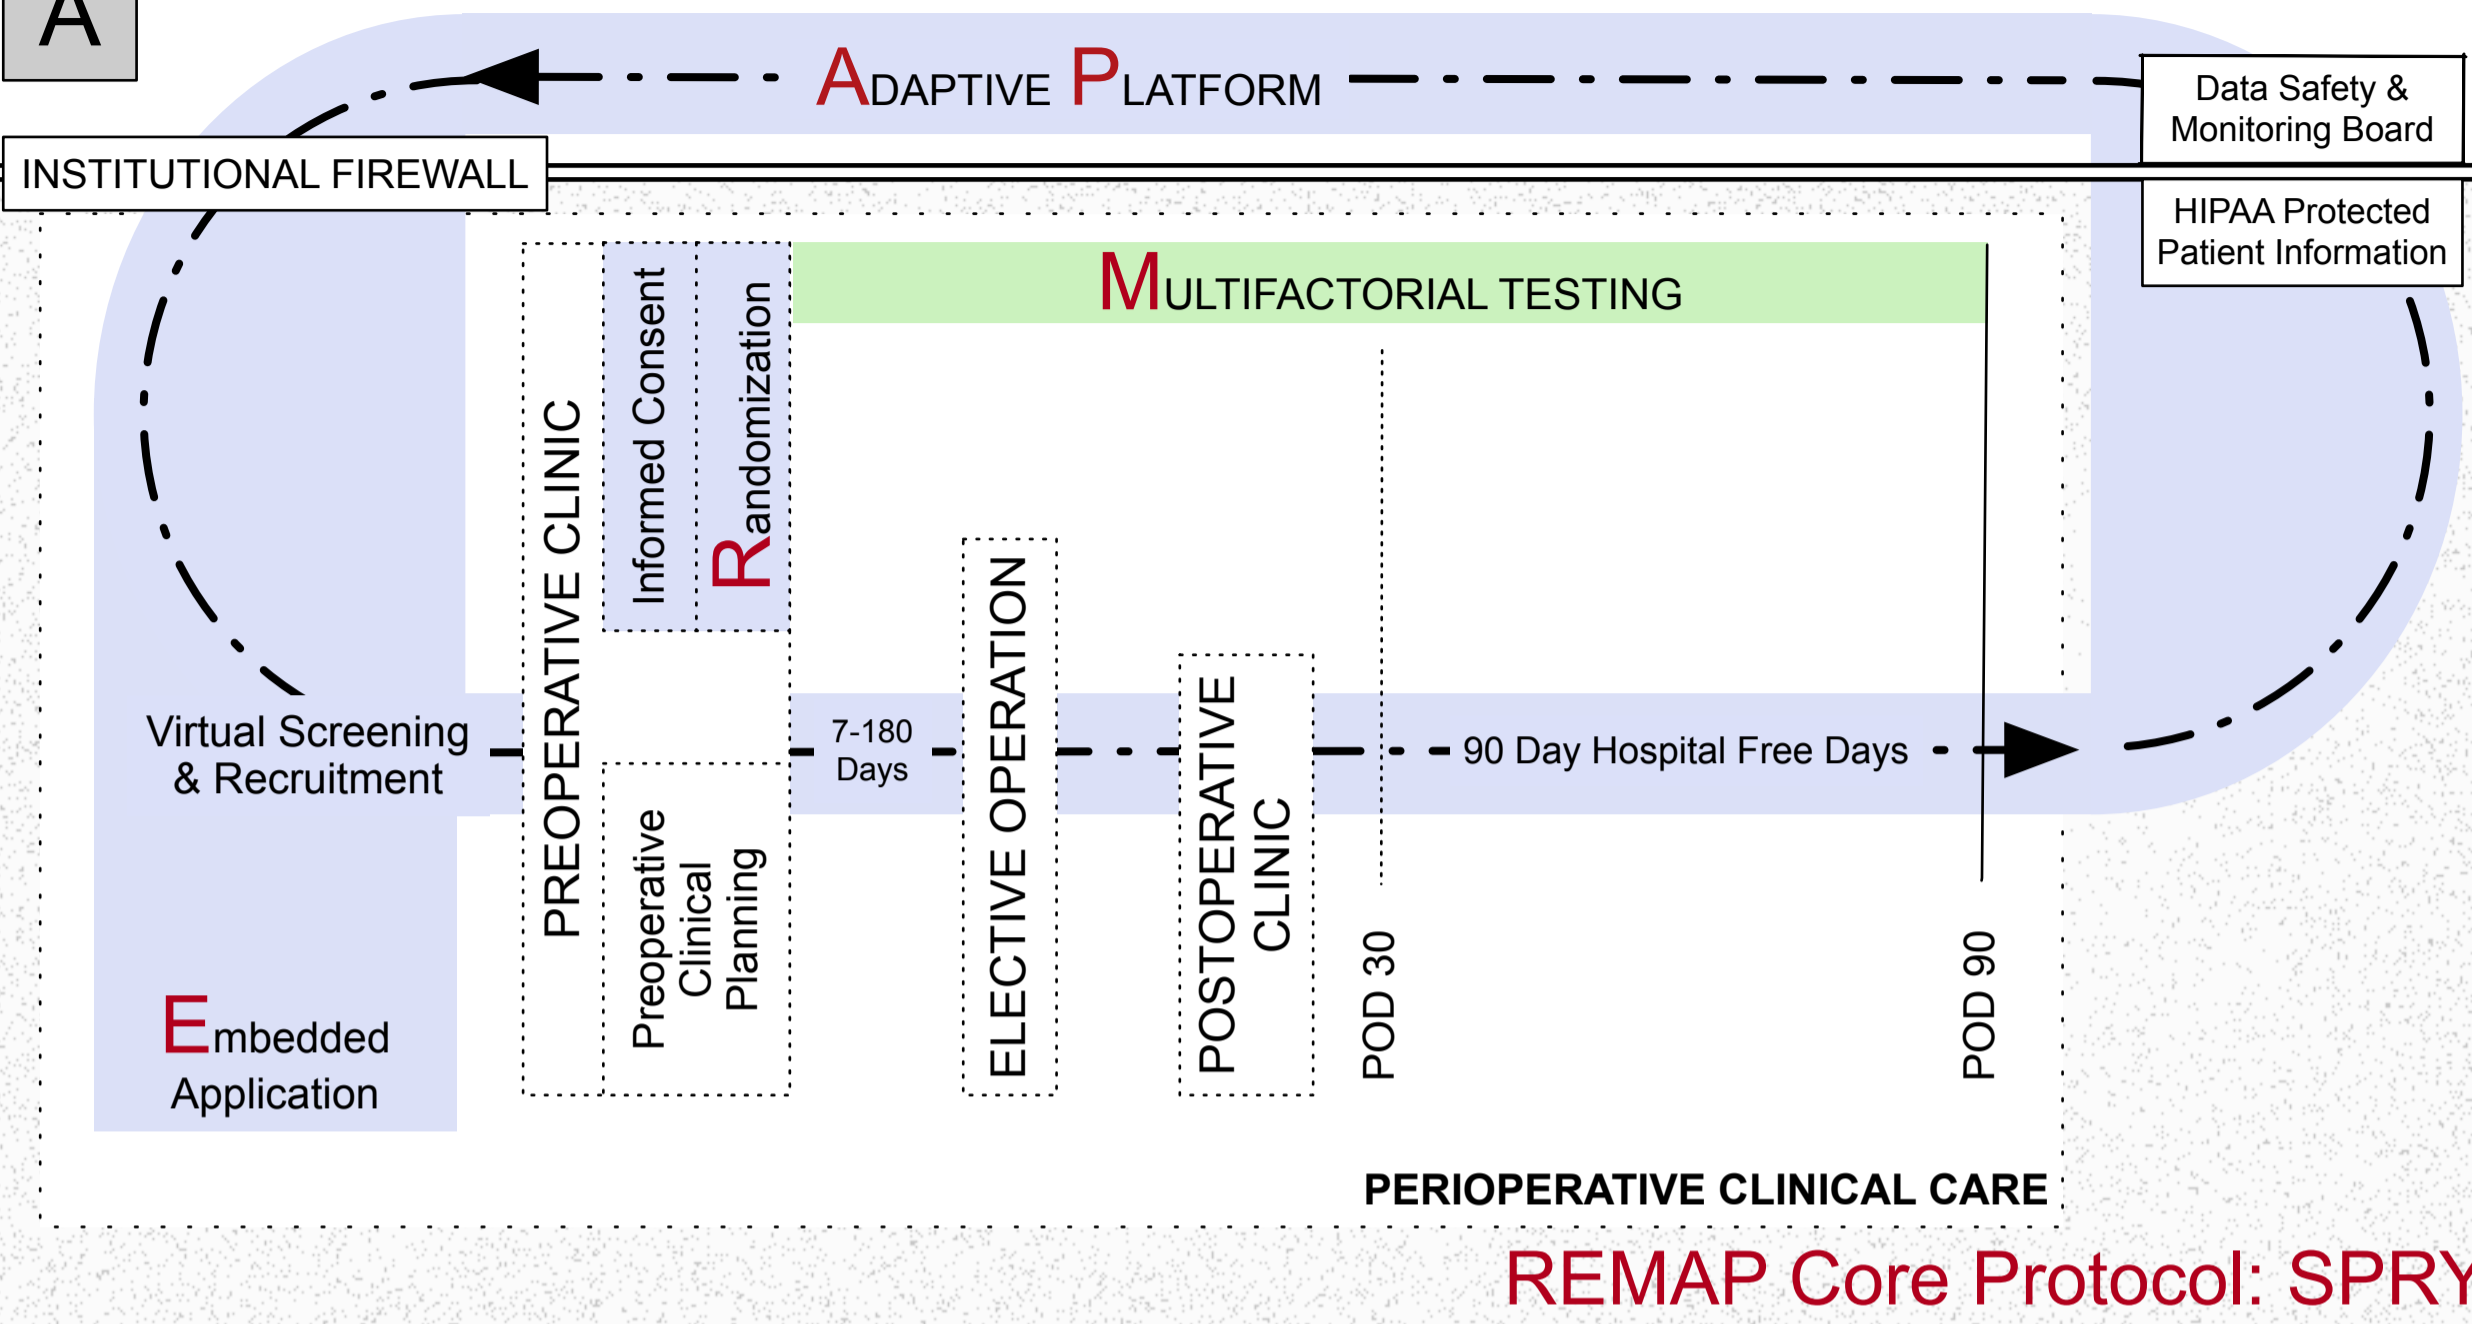 A
ADAPTIVE PLATFORM
Data Safety &
Monitoring Board
INSTITUTIONAL FIREWALL
HIPAA Protected
Patient Information
MULTIFACTORIAL TESTING
PREOPERATIVE CLINIC
Informed Consent
Randomization
Preoperative
Clinical
Planning
Virtual Screening
& Recruitment
7-180
Days
ELECTIVE OPERATION
POSTOPERATIVE
CLINIC
90 Day Hospital Free Days
POD 30
POD 90
Embedded
Application
PERIOPERATIVE CLINICAL CARE
REMAP Core Protocol: SPRY